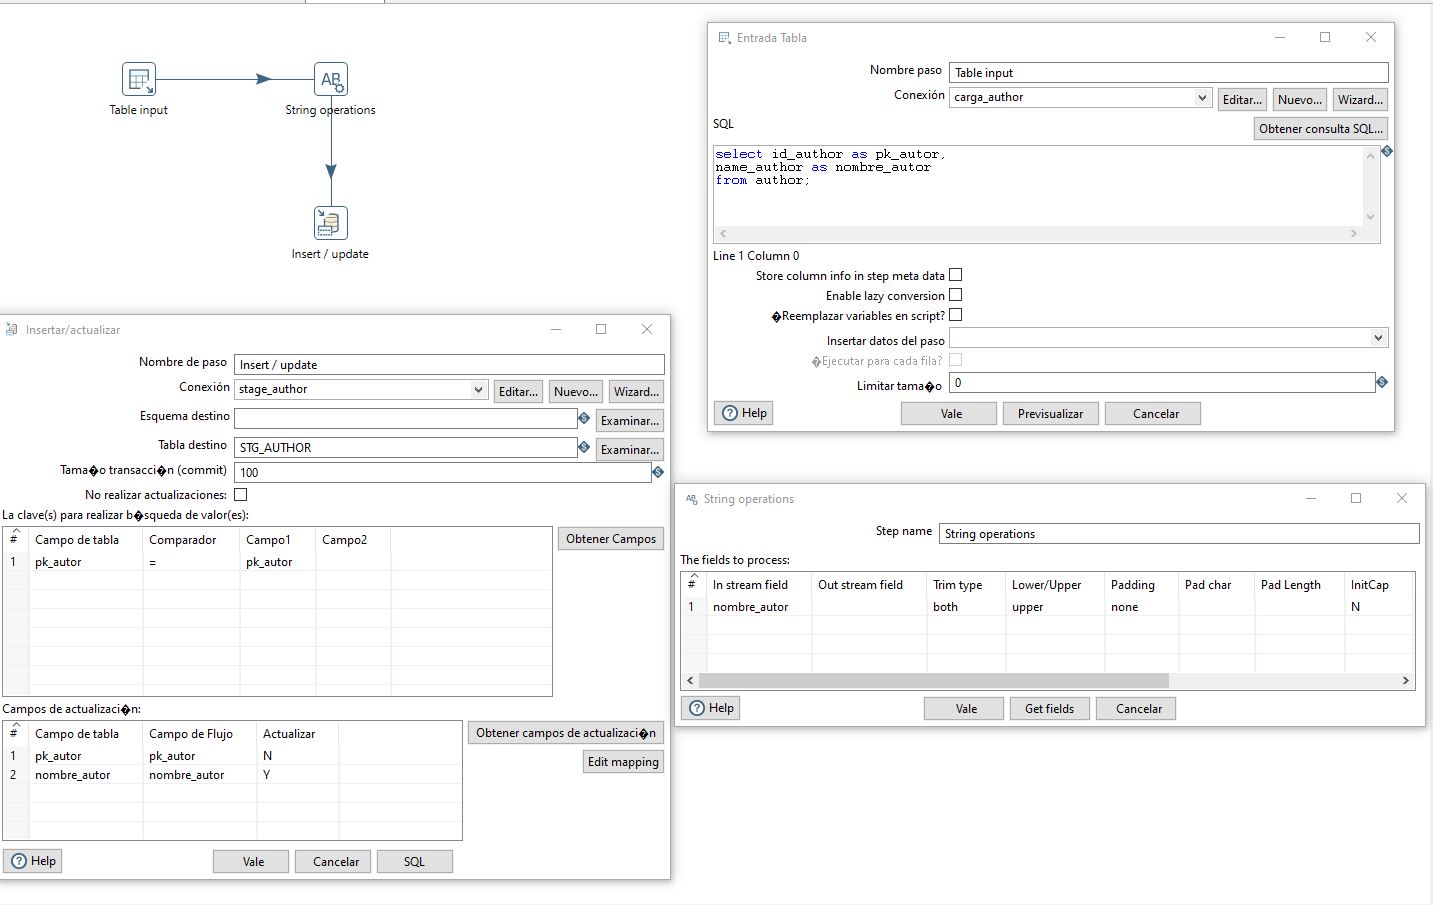 Table input
AB
String operations
Insert / update
Entrada Tabla
Nombre paso Table input
Conexión carga_author Editar... Nuevo... Wizard...
SQL Obtener consulta SQL...
select id_author as pk_autor,
name_author as nombre_autor
from author;
Line 1 Column 0
Store column info in step meta data
Enable lazy conversion
�Reemplazar variables en script?
Insertar datos del paso
�Ejecutar para cada fila?
Limitar tama�o 0
Help Vale Previsualizar Cancelar
Insertar/actualizar
Nombre de paso Insert / update
Conexión stage_author Editar... Nuevo... Wizard...
Esquema destino Examinar...
Tabla destino STG_AUTHOR Examinar...
Tama�o transacci�n (commit) 100
No realizar actualizaciones:
La clave(s) para realizar b�squeda de valor(es):
# Campo de tabla Comparador Campo1 Campo2 Obtener Campos
1 pk_autor = pk_autor
Campos de actualizaci�n:
# Campo de tabla Campo de Flujo Actualizar Obtener campos de actualizaci�n
1 pk_autor pk_autor N Edit mapping
2 nombre_autor nombre_autor Y
Help Vale Cancelar SQL
AB String operations
Step name String operations
The fields to process:
# In stream field Out stream field Trim type Lower/Upper Padding Pad char Pad Length InitCap
1 nombre_autor both upper none N
Help Vale Get fields Cancelar